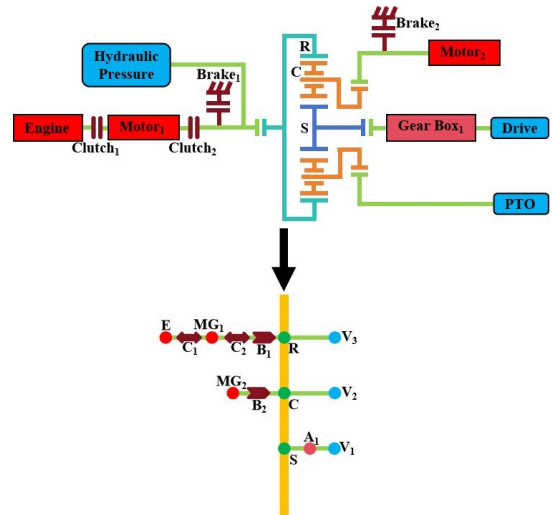 Brake₂
R
Hydraulic
Pressure
C
Motor₂
Brake₁
Engine
Motor₁
S
Gear Box₁
Drive
Clutch₁
Clutch₂
PTO
E
MG₁
C₁
C₂
B₁
R
V₃
MG₂
B₂
C
V₂
A₁
S
V₁